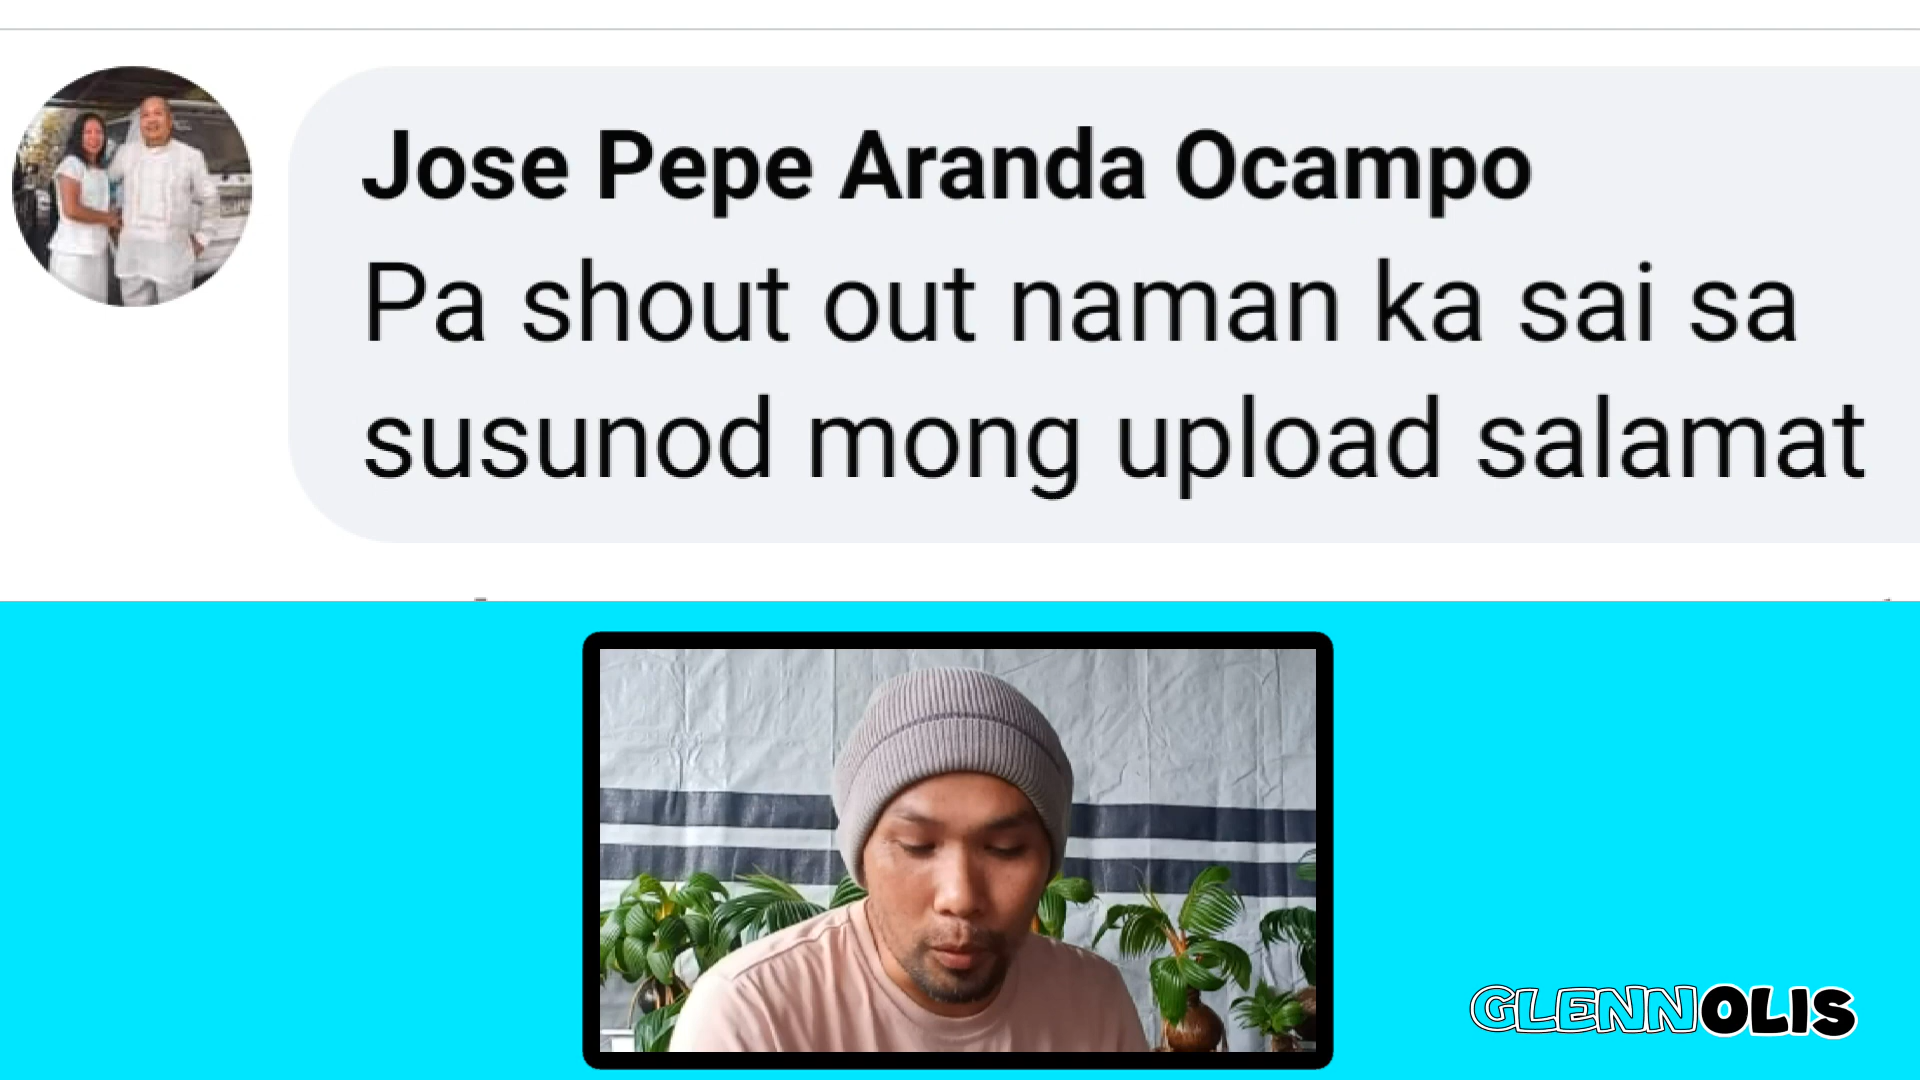 Jose Pepe Aranda Ocampo
Pa shout out naman ka sai sa
susunod mong upload salamat
GLENNOLIS